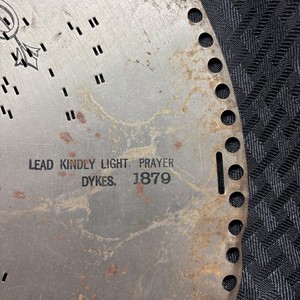 LEAD KINDLY LIGHT. PRAYER
DYKES. 1879